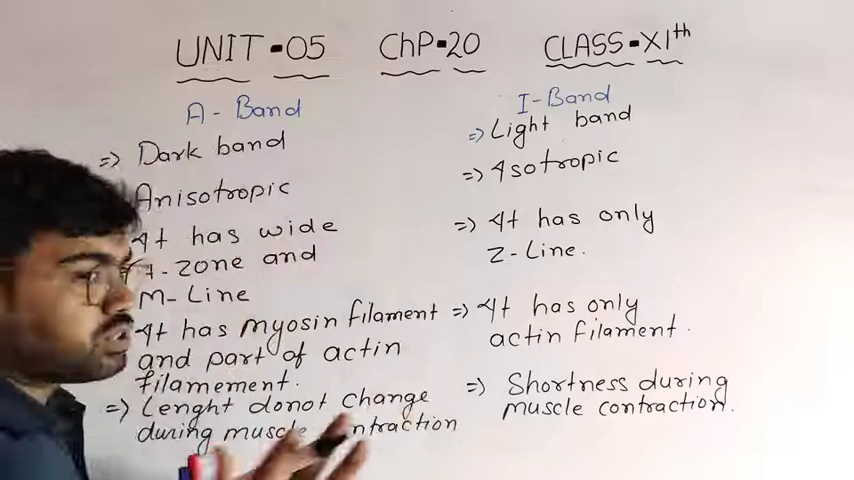 UNIT-05 ChP-20 CLASS-XIth
A-Band
=> Dark band
Anisotropic
It has wide
-zone and
M-Line
It has myosin filament
and part of actin
filamement.
=> Lenght donot change
during muscle ntraction
I-Band
=> Light band
=> Isotropic
=> It has only
Z-Line.
=> It has only
actin filament.
=> Shortness during
muscle contraction.